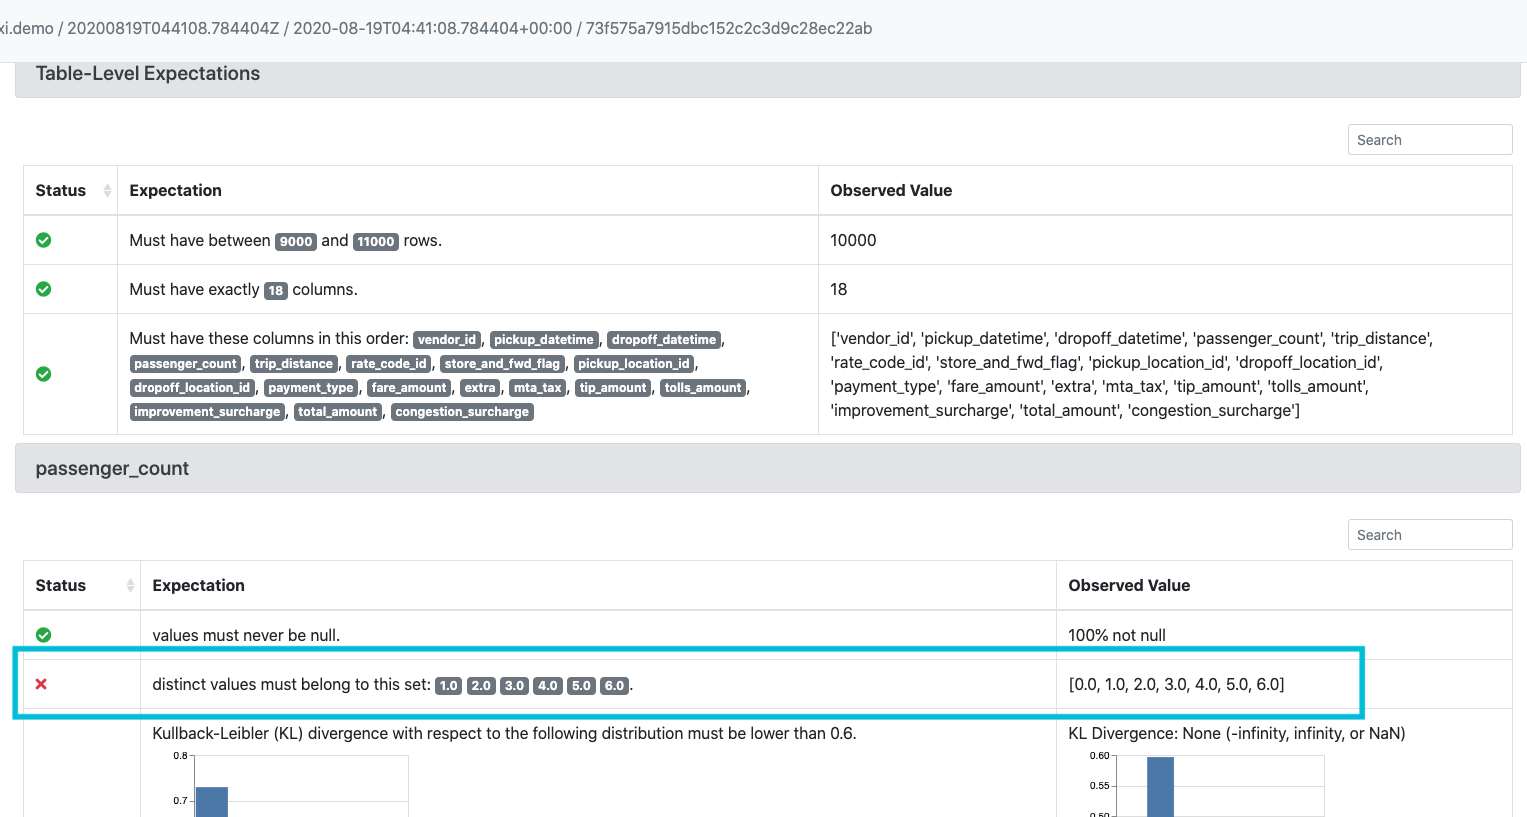 xi.demo / 20200819T044108.784404Z / 2020-08-19T04:41:08.784404+00:00 / 73f575a7915dbc152c2c3d9c28ec22ab
Table-Level Expectations
Search
Status Expectation Observed Value
Must have between 9000 and 11000 rows. 10000
Must have exactly 18 columns. 18
Must have these columns in this order: vendor_id, pickup_datetime, dropoff_datetime,
passenger_count, trip_distance, rate_code_id, store_and_fwd_flag, pickup_location_id,
dropoff_location_id, payment_type, fare_amount, extra, mta_tax, tip_amount, tolls_amount,
improvement_surcharge, total_amount, congestion_surcharge
['vendor_id', 'pickup_datetime', 'dropoff_datetime', 'passenger_count', 'trip_distance',
'rate_code_id', 'store_and_fwd_flag', 'pickup_location_id', 'dropoff_location_id',
'payment_type', 'fare_amount', 'extra', 'mta_tax', 'tip_amount', 'tolls_amount',
'improvement_surcharge', 'total_amount', 'congestion_surcharge']
passenger_count
Search
Status Expectation Observed Value
values must never be null. 100% not null
distinct values must belong to this set: 1.0 2.0 3.0 4.0 5.0 6.0. [0.0, 1.0, 2.0, 3.0, 4.0, 5.0, 6.0]
Kullback-Leibler (KL) divergence with respect to the following distribution must be lower than 0.6. KL Divergence: None (-infinity, infinity, or NaN)
0.8
0.7
0.60
0.55
0.50